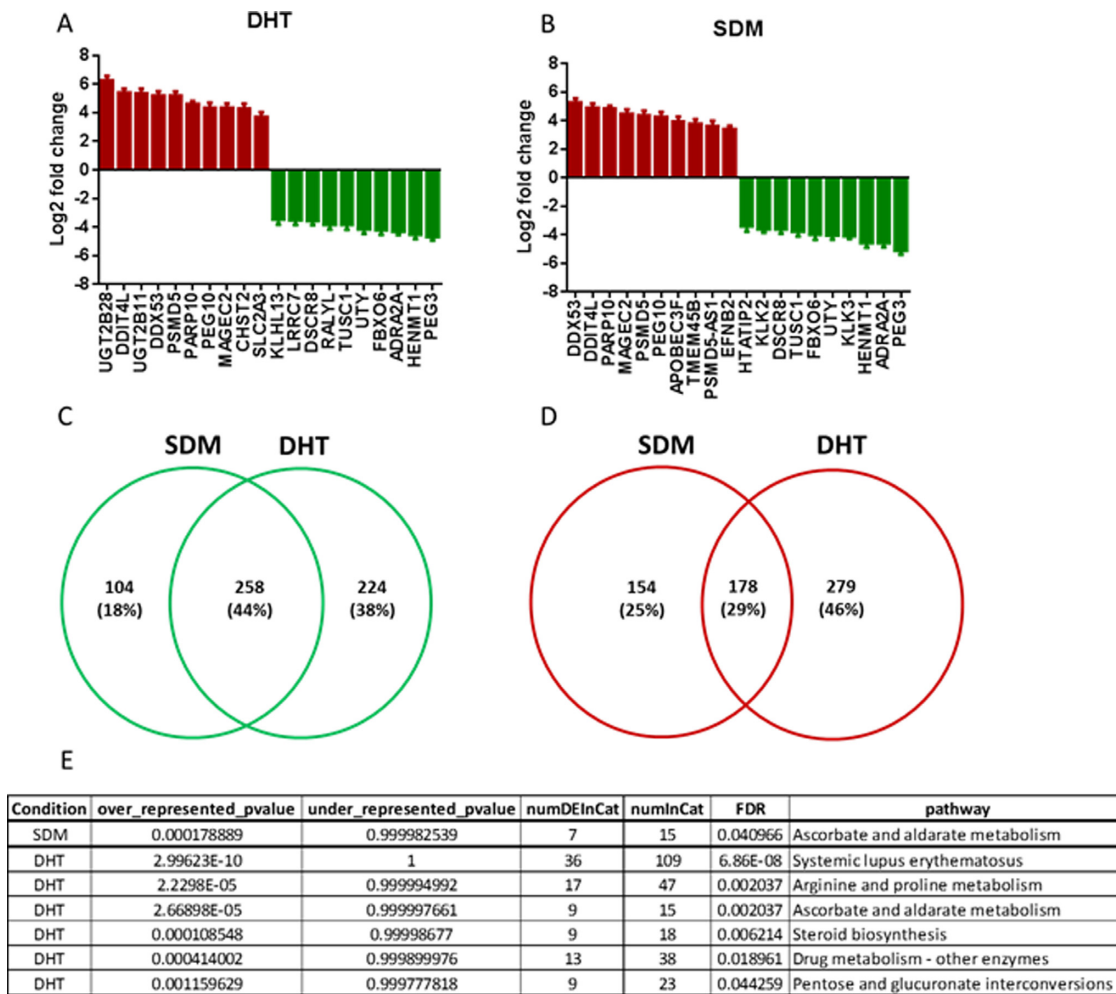 A
DHT
Log2 fold change
8
6
4
2
0
-2
-4
-6
-8
UGT2B28
DDIT4L
UGT2B11
DDX53
PSMD5
PARP10
PEG10
MAGEC2
CHST2
SLC2A3
KLHL13
LRRC7
DSCR8
RALYL
TUSC1
UTY
FBXO6
ADRA2A
HENMT1
PEG3
B
SDM
Log2 fold change
8
6
4
2
0
-2
-4
-6
-8
DDX53
DDIT4L
PARP10
MAGEC2
PSMD5
PEG10
APOBEC3F
TMEM45B
PSMD5-AS1
EFNB2
HTATIP2
KLK2
DSCR8
TUSC1
FBXO6
UTY
KLK3
HENMT1
ADRA2A
PEG3
C
SDM DHT
104 258 224
(18%) (44%) (38%)
D
SDM DHT
154 178 279
(25%) (29%) (46%)
E
Condition over_represented_pvalue under_represented_pvalue numDEInCat numInCat FDR pathway
SDM 0.000178889 0.999982539 7 15 0.040966 Ascorbate and aldarate metabolism
DHT 2.99623E-10 1 36 109 6.86E-08 Systemic lupus erythematosus
DHT 2.2298E-05 0.999994992 17 47 0.002037 Arginine and proline metabolism
DHT 2.66898E-05 0.999997661 9 15 0.002037 Ascorbate and aldarate metabolism
DHT 0.000108548 0.99998677 9 18 0.006214 Steroid biosynthesis
DHT 0.000414002 0.999899976 13 38 0.018961 Drug metabolism - other enzymes
DHT 0.001159629 0.999777818 9 23 0.044259 Pentose and glucuronate interconversions